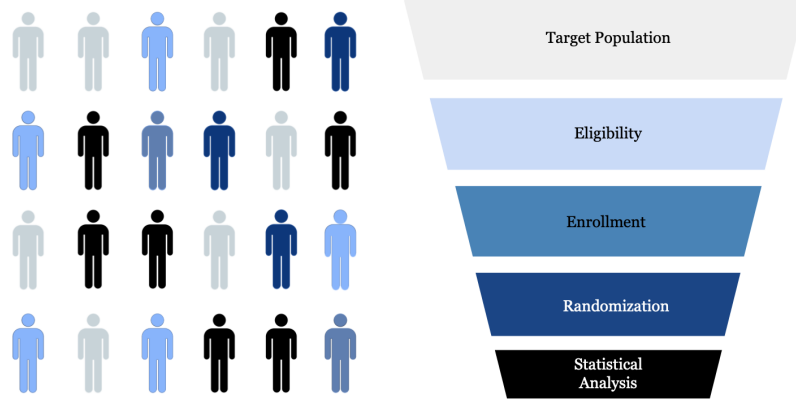 Target Population
Eligibility
Enrollment
Randomization
Statistical
Analysis